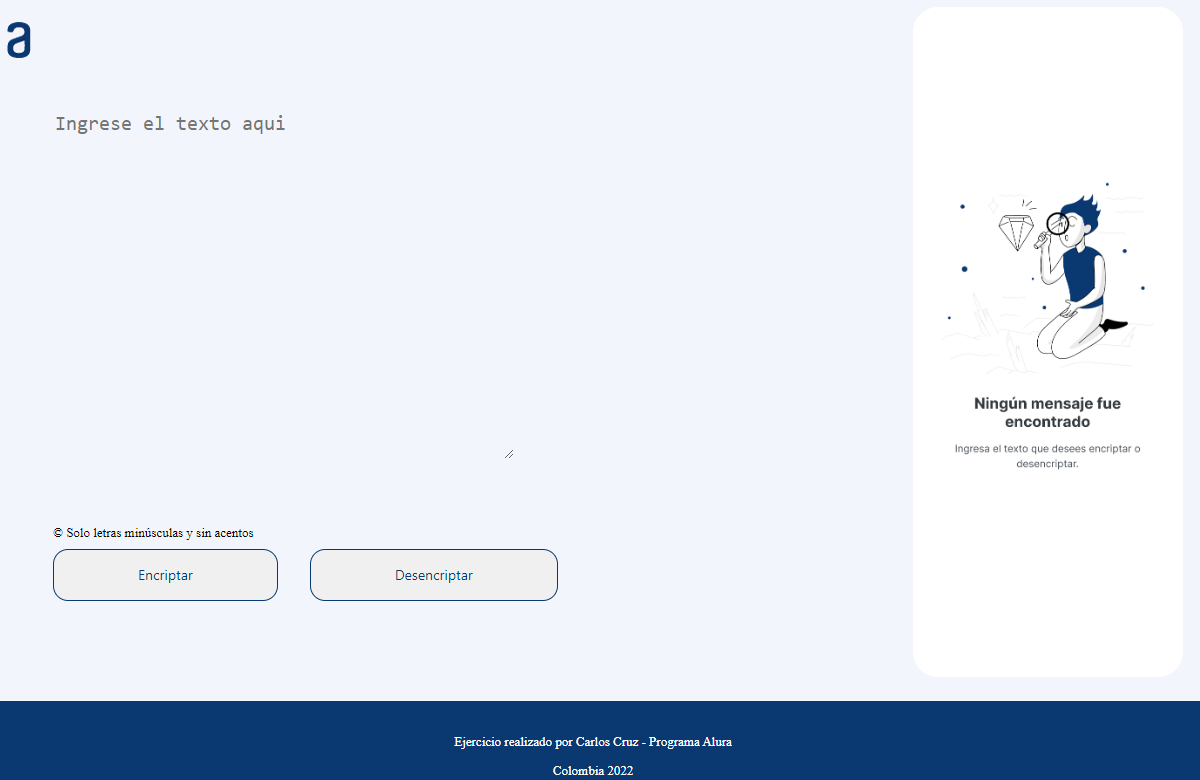 a
Ingrese el texto aqui
© Solo letras minúsculas y sin acentos
Encriptar
Desencriptar
Ningún mensaje fue
encontrado
Ingresa el texto que desees encriptar o
desencriptar.
Ejercicio realizado por Carlos Cruz - Programa Alura
Colombia 2022